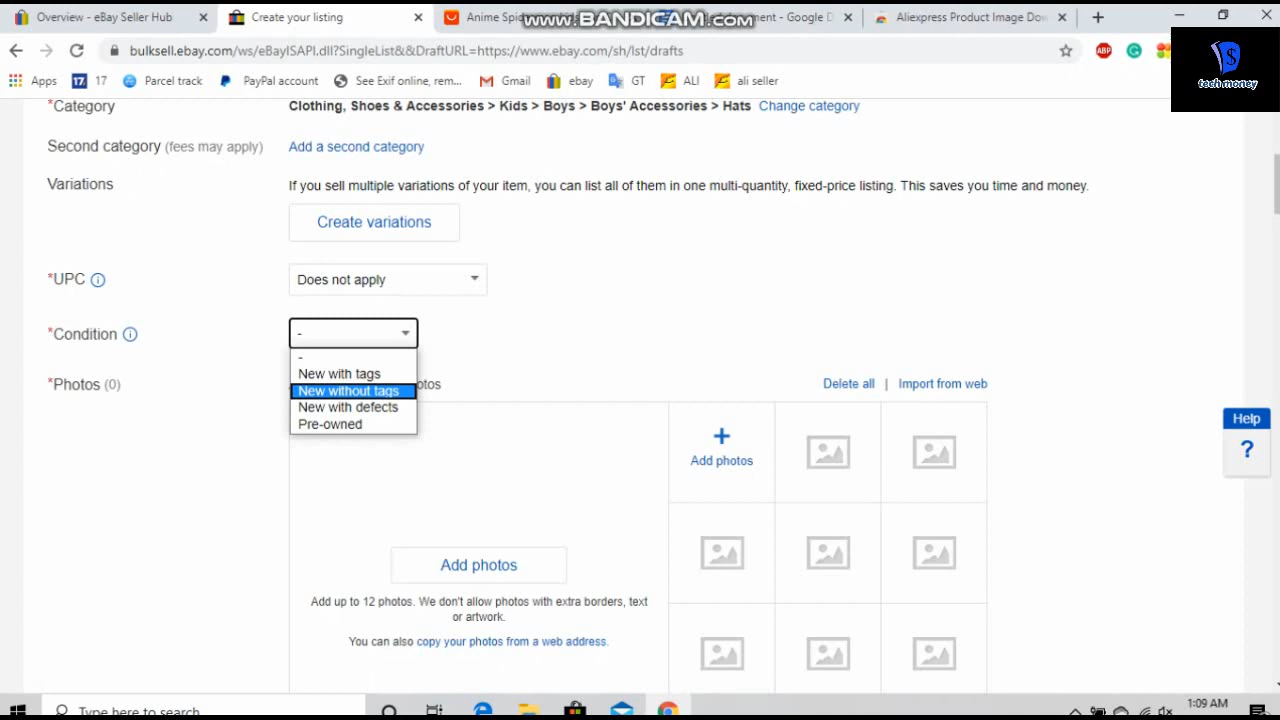 Overview - eBay Seller Hub
Create your listing
Anime Spi
ment - Google D
Aliexpress Product Image Dow
www.BANDICAM.com
bulksell.ebay.com/ws/eBayISAPI.dll?SingleList&&DraftURL=https://www.ebay.com/sh/lst/drafts
ABP
tech money
Apps
17
17
Parcel track
PayPal account
See Exif online, rem...
Gmail
ebay
GT
ALI
ali seller
*Category
Clothing, Shoes & Accessories > Kids > Boys > Boys' Accessories > Hats Change category
Second category (fees may apply)
Add a second category
Variations
If you sell multiple variations of your item, you can list all of them in one multi-quantity, fixed-price listing. This saves you time and money.
Create variations
*UPC
Does not apply
*Condition
-
-
New with tags
New without tags
New with defects
Pre-owned
*Photos (0)
otos
Delete all | Import from web
+
Add photos
Add photos
Add up to 12 photos. We don't allow photos with extra borders, text
or artwork.
You can also copy your photos from a web address.
Help
?
Type here to search
1:09 AM